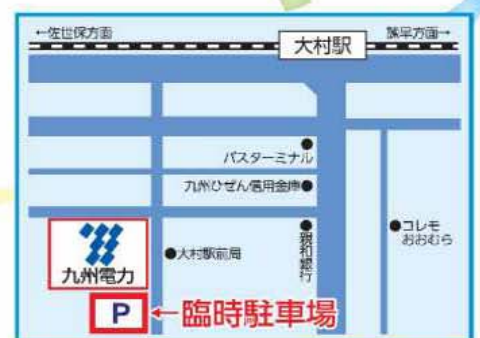 ←佐世保方面
大村駅
諫早方面→
バスターミナル
九州ひぜん信用金庫
九州電力
大村駅前局
親和銀行
コレモ
おおむら
P
←臨時駐車場